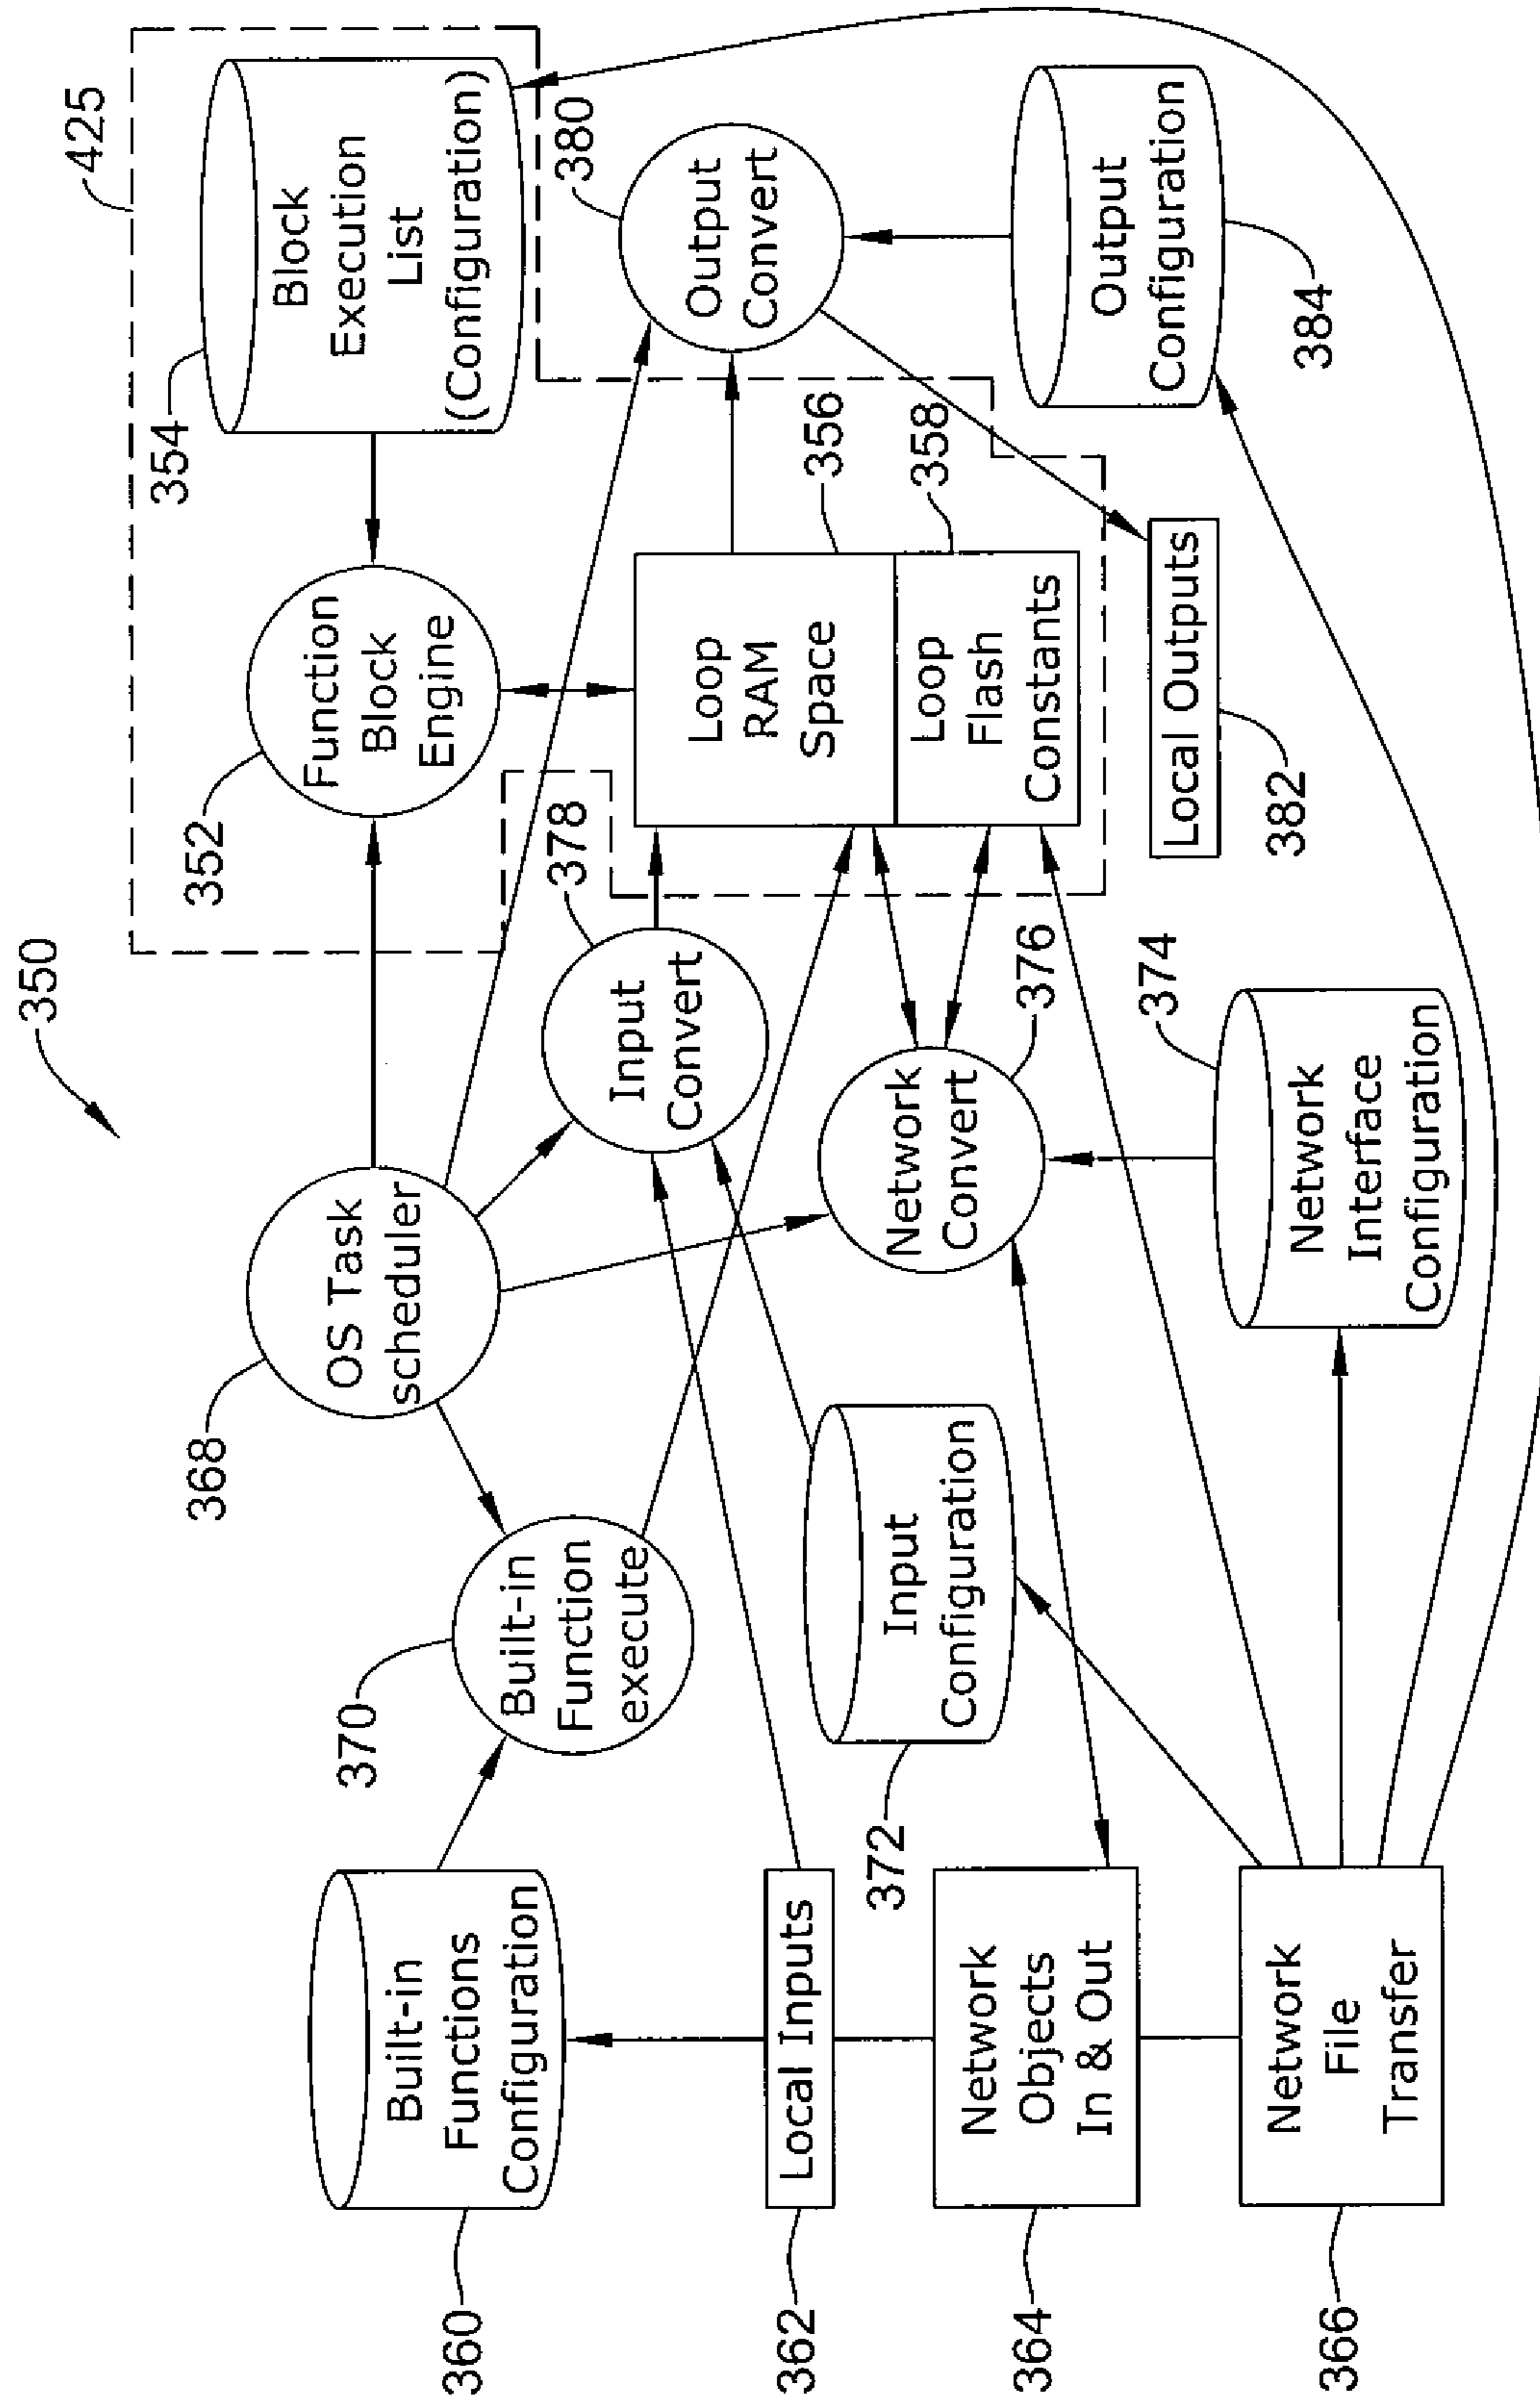 350
425
360
Built-in
Functions
Configuration
370
Built-in
Function
execute
368
OS Task
scheduler
352
Function
Block
Engine
354
Block
Execution
List
(Configuration)
362
Local Inputs
378
Input
Convert
Loop
RAM
Space
356
380
Output
Convert
364
Network
Objects
In & Out
372
Input
Configuration
Network
Convert
376
Loop
Flash
Constants
358
366
Network
File
Transfer
374
Network
Interface
Configuration
Local Outputs
382
Output
Configuration
384